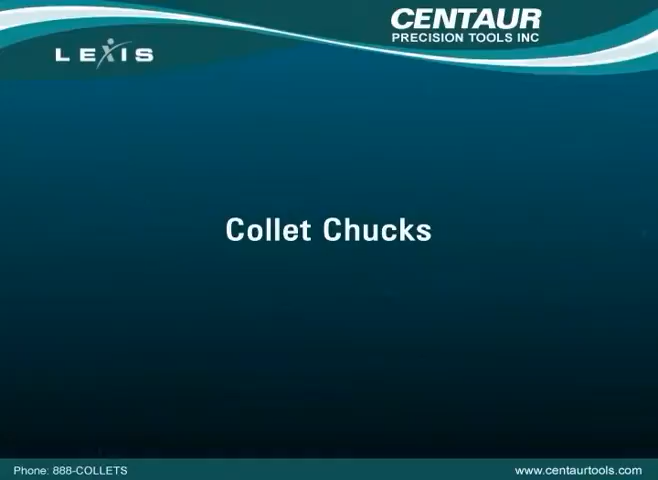 LEXIS
CENTAUR
PRECISION TOOLS INC
Collet Chucks
Phone: 888-COLLETS
www.centaurtools.com